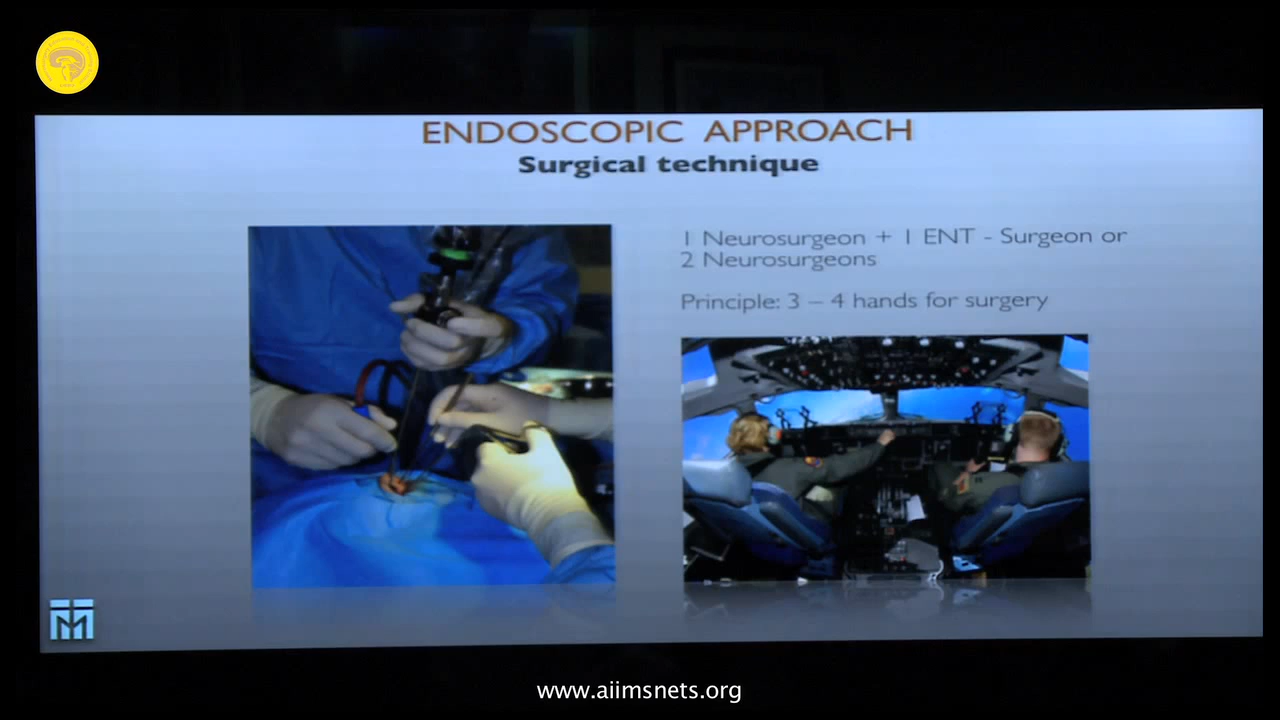 ENDOSCOPIC APPROACH
Surgical technique
1 Neurosurgeon + 1 ENT - Surgeon or
2 Neurosurgeons
Principle: 3 – 4 hands for surgery
www.aiimsnets.org